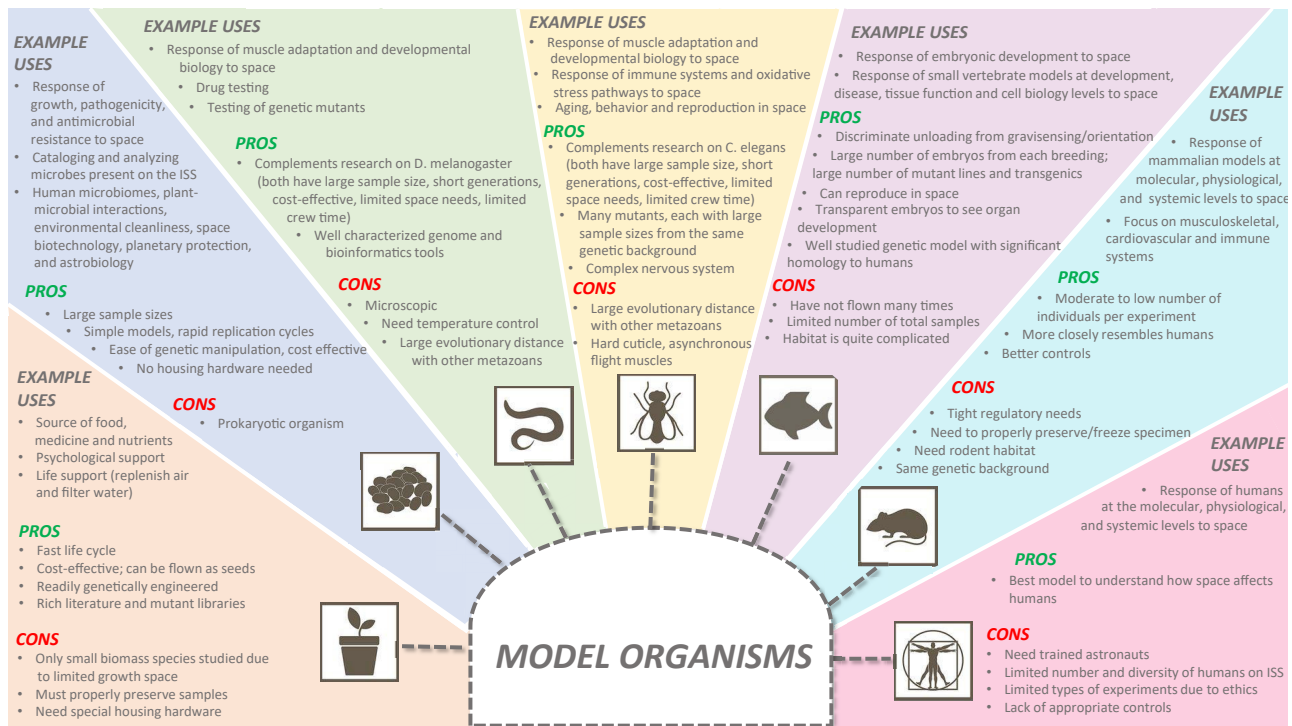 EXAMPLE
USES
• Source of food,
medicine and nutrients
• Psychological support
• Life support (replenish air
and filter water)
PROS
• Fast life cycle
• Cost-effective; can be flown as seeds
• Readily genetically engineered
• Rich literature and mutant libraries
CONS
• Only small biomass species studied due
to limited growth space
• Must properly preserve samples
• Need special housing hardware
EXAMPLE
USES
• Response of
growth, pathogenicity,
and antimicrobial
resistance to space
• Cataloging and analyzing
microbes present on the ISS
• Human microbiomes, plant-
microbial interactions,
environmental cleanliness, space
biotechnology, planetary protection,
and astrobiology
PROS
• Large sample sizes
• Simple models, rapid replication cycles
• Ease of genetic manipulation, cost effective
• No housing hardware needed
CONS
• Prokaryotic organism
EXAMPLE USES
• Response of muscle adaptation and developmental
biology to space
• Drug testing
• Testing of genetic mutants
PROS
• Complements research on D. melanogaster
(both have large sample size, short generations,
cost-effective, limited space needs, limited
crew time)
• Well characterized genome and
bioinformatics tools
CONS
• Microscopic
• Need temperature control
• Large evolutionary distance
with other metazoans
EXAMPLE USES
• Response of muscle adaptation and
developmental biology to space
• Response of immune systems and oxidative
stress pathways to space
• Aging, behavior and reproduction in space
PROS
• Complements research on C. elegans
(both have large sample size, short
generations, cost-effective, limited
space needs, limited crew time)
• Many mutants, each with large
sample sizes from the same
genetic background
• Complex nervous system
CONS
• Large evolutionary distance
with other metazoans
• Hard cuticle, asynchronous
flight muscles
EXAMPLE USES
• Response of embryonic development to space
• Response of small vertebrate models at development,
disease, tissue function and cell biology levels to space
PROS
• Discriminate unloading from gravisensing/orientation
• Large number of embryos from each breeding;
large number of mutant lines and transgenics
• Can reproduce in space
• Transparent embryos to see organ
development
• Well studied genetic model with significant
homology to humans
CONS
• Have not flown many times
• Limited number of total samples
• Habitat is quite complicated
EXAMPLE
USES
• Response of
mammalian models at
molecular, physiological,
and systemic levels to space
• Focus on musculoskeletal,
cardiovascular and immune
systems
PROS
• Moderate to low number of
individuals per experiment
• More closely resembles humans
• Better controls
CONS
• Tight regulatory needs
• Need to properly preserve/freeze specimen
• Need rodent habitat
• Same genetic background
EXAMPLE
USES
• Response of humans
at the molecular, physiological,
and systemic levels to space
PROS
• Best model to understand how space affects
humans
CONS
• Need trained astronauts
• Limited number and diversity of humans on ISS
• Limited types of experiments due to ethics
• Lack of appropriate controls
MODEL ORGANISMS